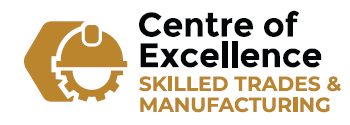 Centre of
Excellence
SKILLED TRADES &
MANUFACTURING